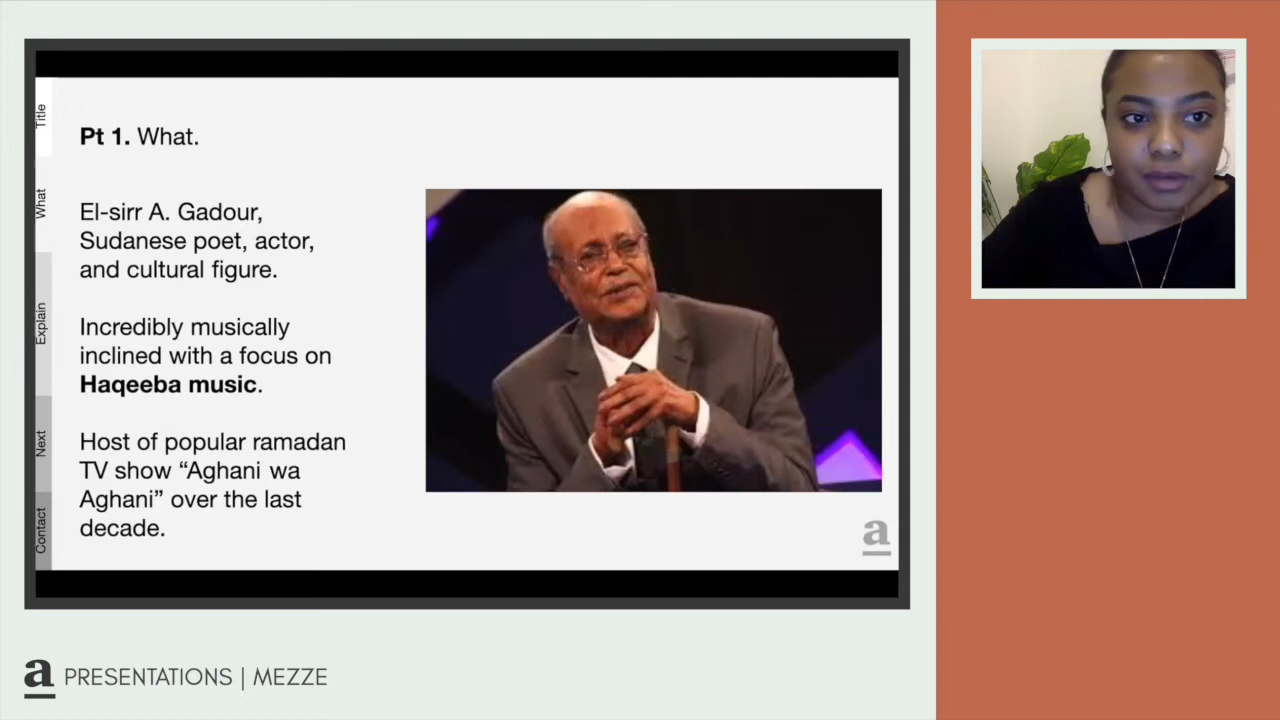 Title
What
Explain
Next
Contact
Pt 1. What.
El-sirr A. Gadour,
Sudanese poet, actor,
and cultural figure.
Incredibly musically
inclined with a focus on
Haqeeba music.
Host of popular ramadan
TV show “Aghani wa
Aghani” over the last
decade.
a
a PRESENTATIONS | MEZZE